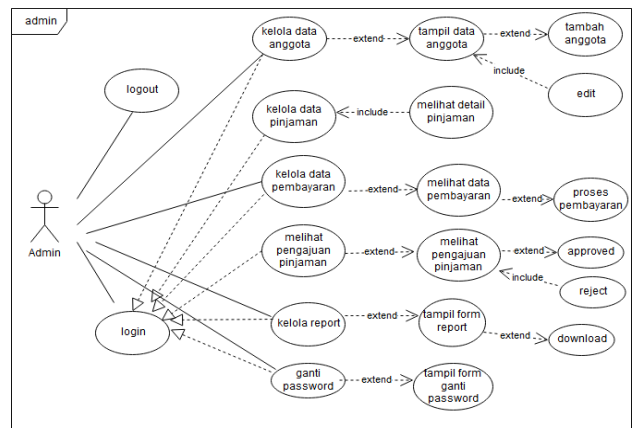 admin
kelola data
anggota
extend
tampil data
anggota
extend
tambah
anggota
include
edit
logout
kelola data
pinjaman
include
melihat detail
pinjaman
kelola data
pembayaran
extend
melihat data
pembayaran
extend
proses
pembayaran
Admin
melihat
pengajuan
pinjaman
extend
melihat
pengajuan
pinjaman
extend
approved
include
reject
login
kelola report
extend
tampil form
report
extend
download
ganti
password
extend
tampil form
ganti
password